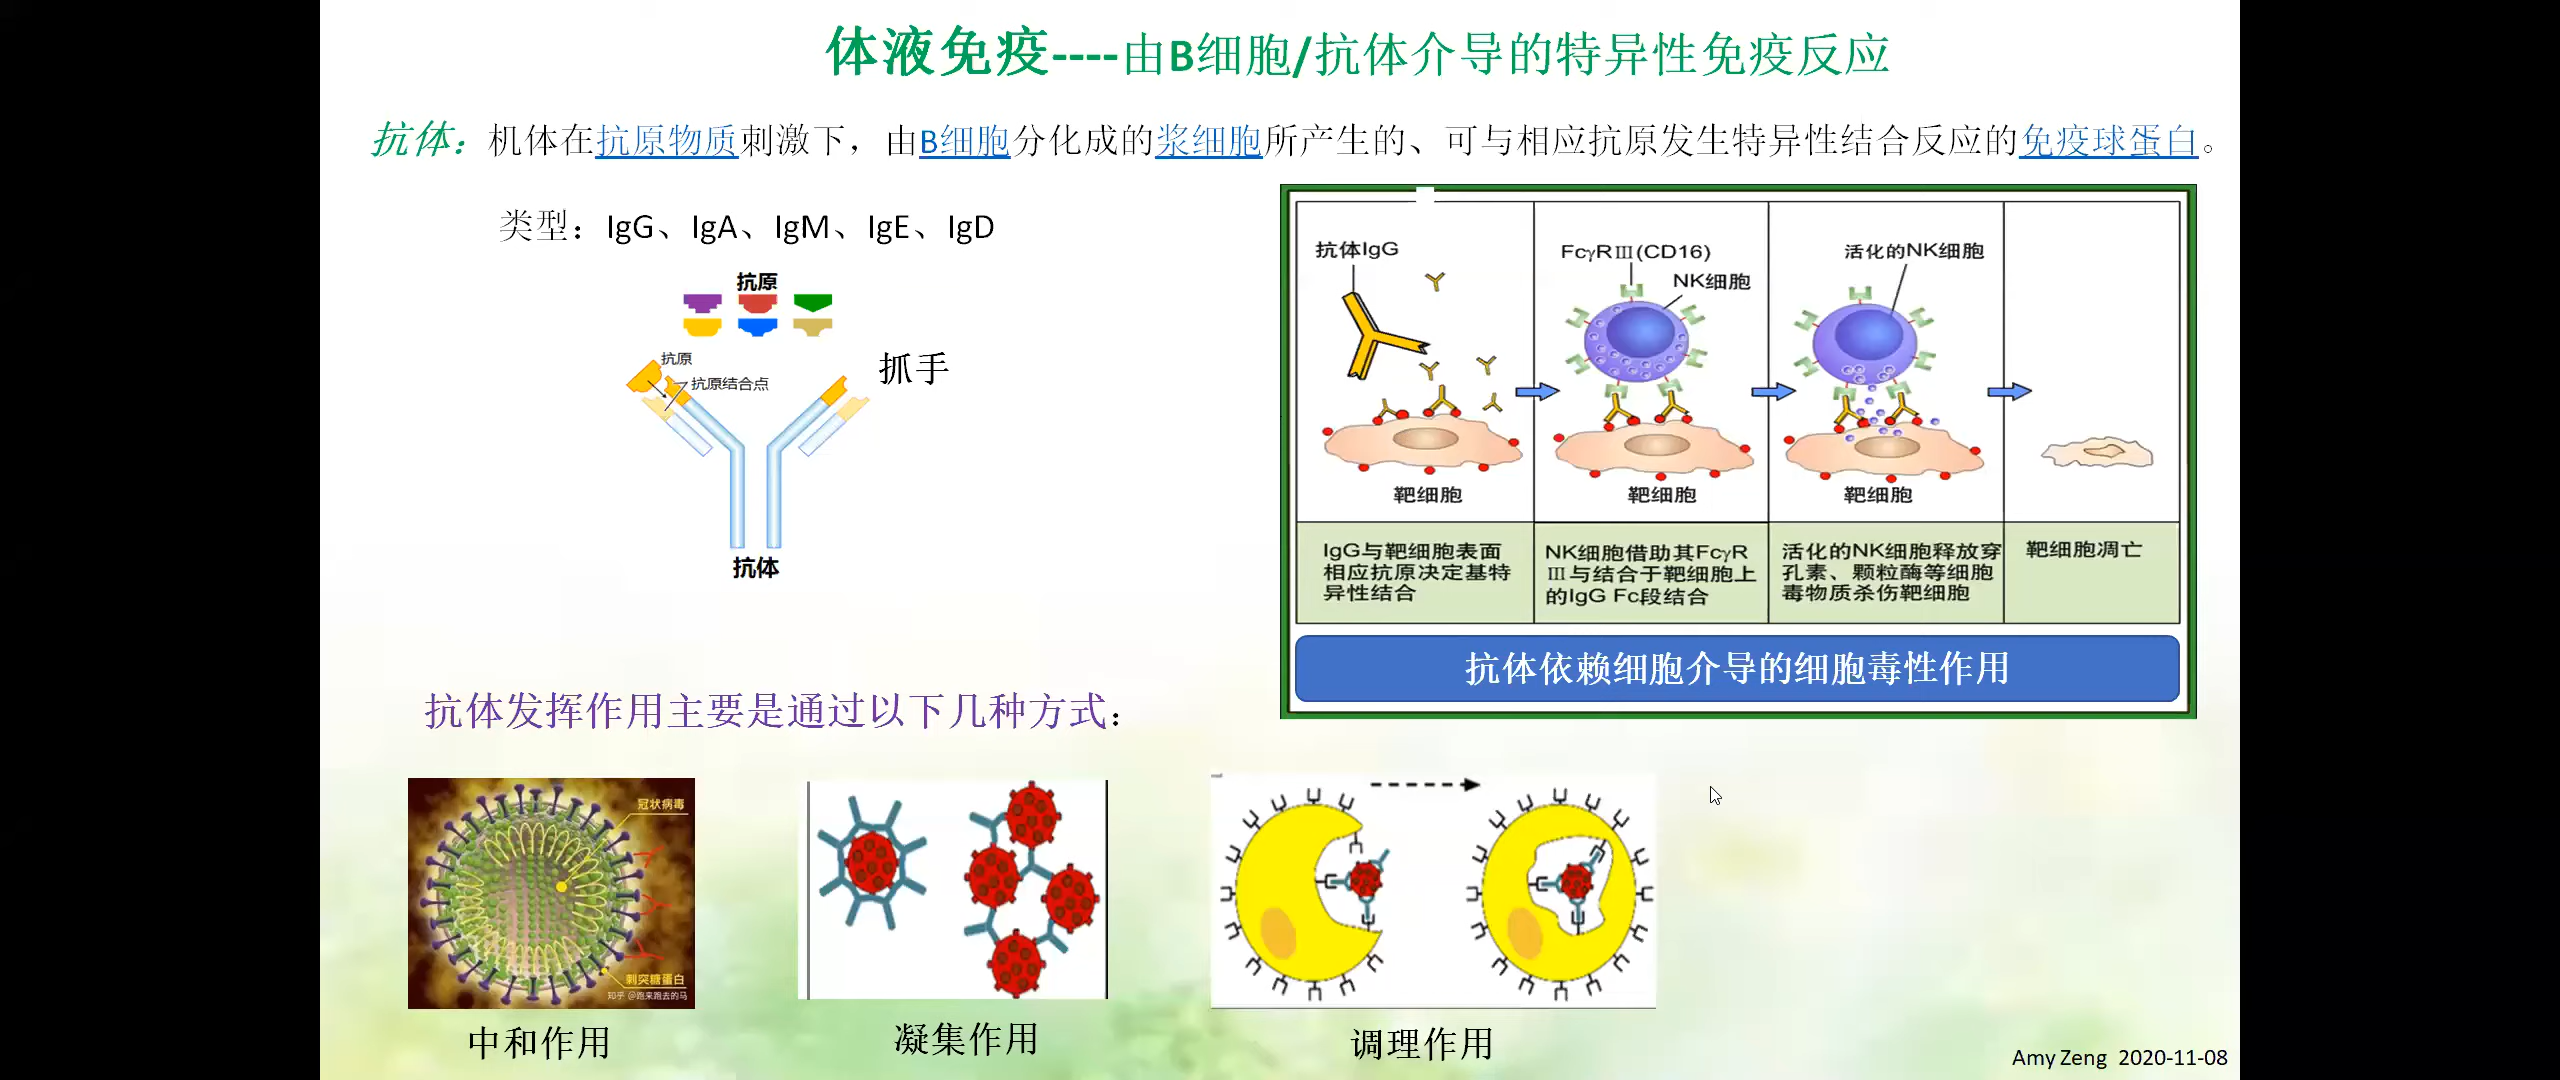 体液免疫----由B细胞/抗体介导的特异性免疫反应
抗体：机体在抗原物质刺激下，由B细胞分化成的浆细胞所产生的、可与相应抗原发生特异性结合反应的免疫球蛋白。
类型：IgG、IgA、IgM、IgE、IgD
抗原
抗原
抗原结合点
抓手
抗体
抗体IgG
靶细胞
FcγRⅢ(CD16)
NK细胞
靶细胞
活化的NK细胞
靶细胞
IgG与靶细胞表面
相应抗原决定基特
异性结合
NK细胞借助其FcγR
Ⅲ与结合于靶细胞上
的IgG Fc段结合
活化的NK细胞释放穿
孔素、颗粒酶等细胞
毒物质杀伤靶细胞
靶细胞凋亡
抗体依赖细胞介导的细胞毒性作用
抗体发挥作用主要是通过以下几种方式：
冠状病毒
刺突糖蛋白
知乎 @跑来跑去的马
中和作用
凝集作用
调理作用
Amy Zeng 2020-11-08